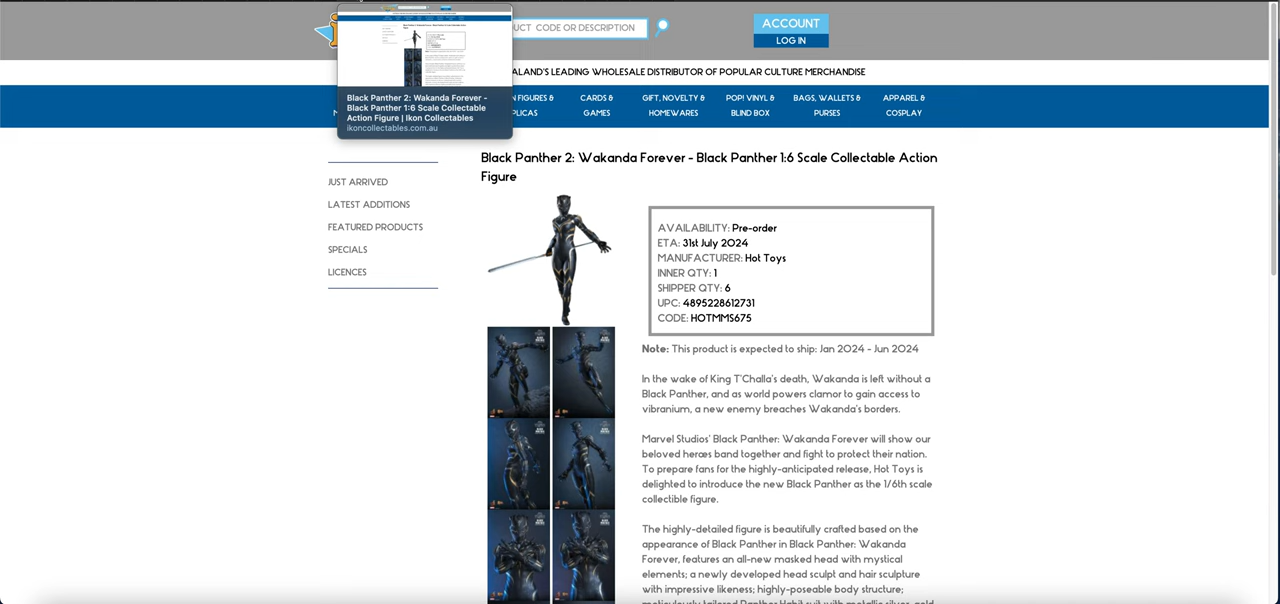 UCT CODE OR DESCRIPTION
ACCOUNT
LOG IN
ALAND'S LEADING WHOLESALE DISTRIBUTOR OF POPULAR CULTURE MERCHANDISE
Black Panther 2: Wakanda Forever -
Black Panther 1:6 Scale Collectable
Action Figure | Ikon Collectables
ikoncollectables.com.au
N FIGURES &
PLICAS
CARDS &
GAMES
GIFT, NOVELTY &
HOMEWARES
POP! VINYL &
BLIND BOX
BAGS, WALLETS &
PURSES
APPAREL &
COSPLAY
JUST ARRIVED
LATEST ADDITIONS
FEATURED PRODUCTS
SPECIALS
LICENCES
Black Panther 2: Wakanda Forever - Black Panther 1:6 Scale Collectable Action
Figure
AVAILABILITY: Pre-order
ETA: 31st July 2024
MANUFACTURER: Hot Toys
INNER QTY: 1
SHIPPER QTY: 6
UPC: 4895228612731
CODE: HOTMMS675
Note: This product is expected to ship: Jan 2024 - Jun 2024
In the wake of King T'Challa's death, Wakanda is left without a
Black Panther, and as world powers clamor to gain access to
vibranium, a new enemy breaches Wakanda's borders.
Marvel Studios' Black Panther: Wakanda Forever will show our
beloved heroes band together and fight to protect their nation.
To prepare fans for the highly-anticipated release, Hot Toys is
delighted to introduce the new Black Panther as the 1/6th scale
collectible figure.
The highly-detailed figure is beautifully crafted based on the
appearance of Black Panther in Black Panther: Wakanda
Forever, features an all-new masked head with mystical
elements; a newly developed head sculpt and hair sculpture
with impressive likeness; highly-poseable body structure;
meticulously tailored Panther Habit suit with metallic silver, gold